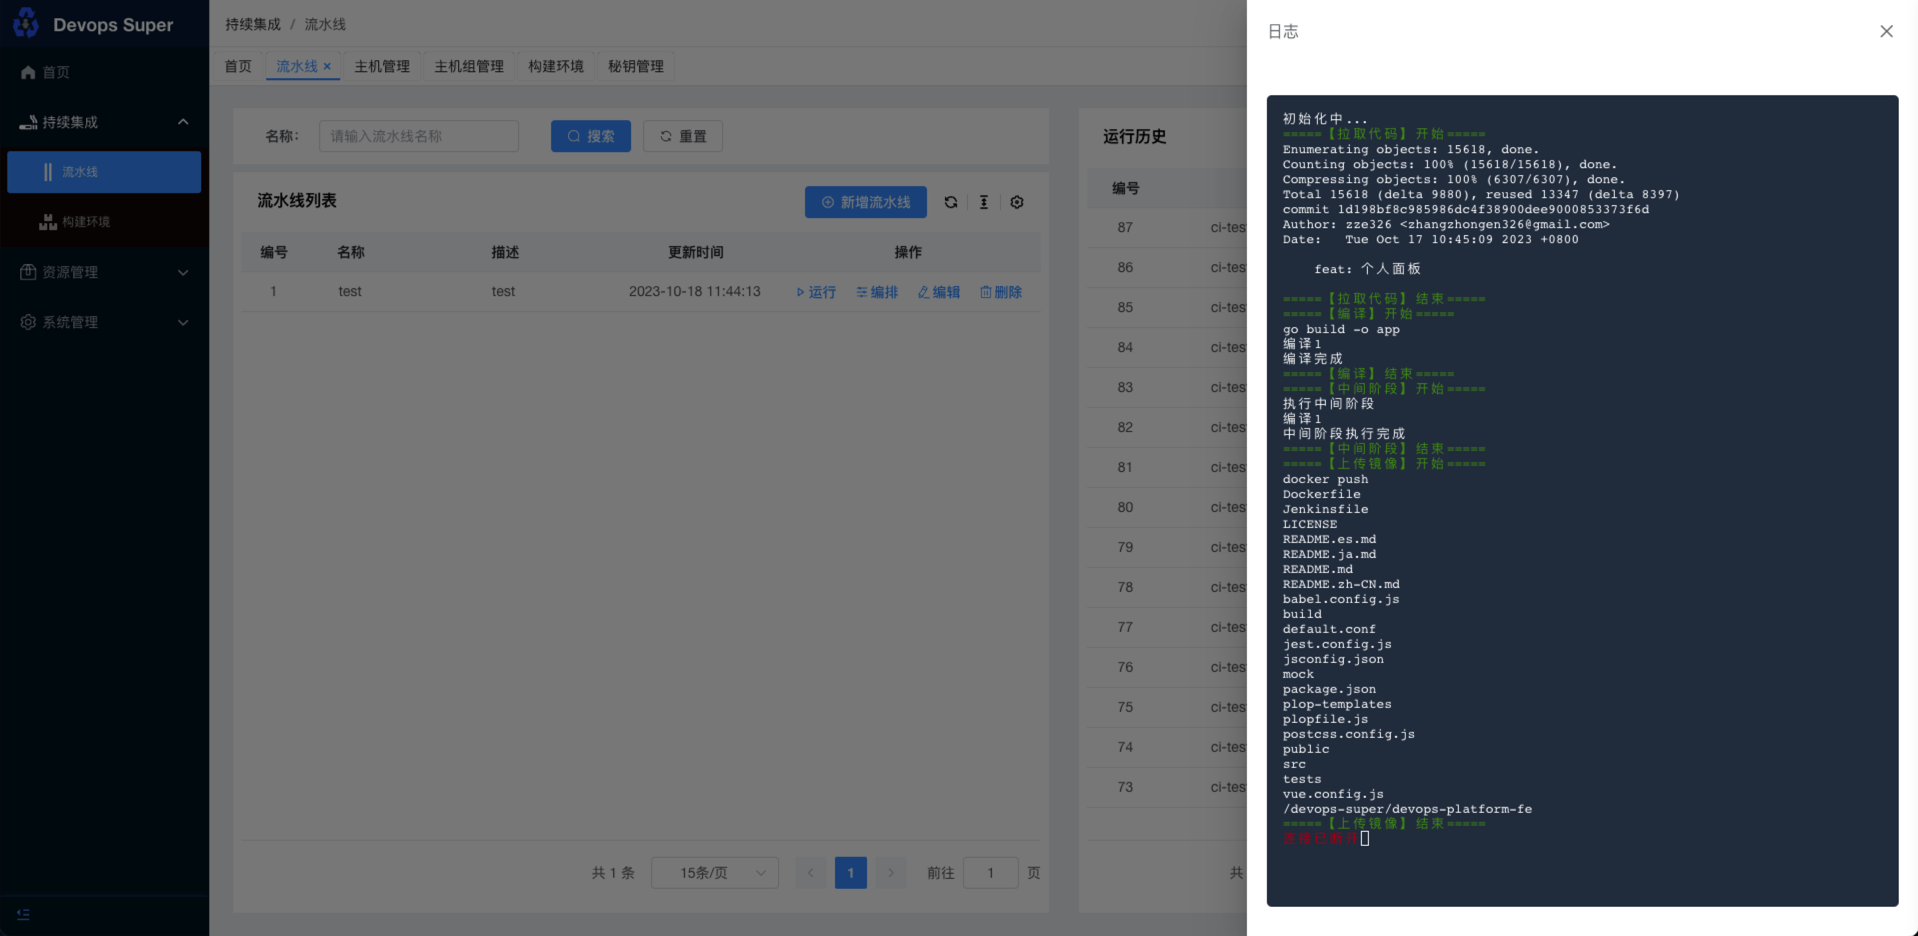 Devops Super
首页
持续集成
流水线
构建环境
资源管理
系统管理
持续集成 / 流水线
首页 流水线 × 主机管理 主机组管理 构建环境 秘钥管理
名称: 请输入流水线名称 搜索 重置
流水线列表 新增流水线
编号 名称 描述 更新时间 操作
1 test test 2023-10-18 11:44:13 运行 编排 编辑 删除
共 1 条 15条/页 1 前往 1 页
运行历史
编号
87 ci-tes
86 ci-tes
85 ci-tes
84 ci-tes
83 ci-tes
82 ci-tes
81 ci-tes
80 ci-tes
79 ci-tes
78 ci-tes
77 ci-tes
76 ci-tes
75 ci-tes
74 ci-tes
73 ci-tes
共
日志
初始化中...
=====【拉取代码】开始=====
Enumerating objects: 15618, done.
Counting objects: 100% (15618/15618), done.
Compressing objects: 100% (6307/6307), done.
Total 15618 (delta 9880), reused 13347 (delta 8397)
commit 1d198bf8c985986dc4f38900dee9000853373f6d
Author: zze326 <zhangzhongen326@gmail.com>
Date:   Tue Oct 17 10:45:09 2023 +0800
feat: 个人面板
=====【拉取代码】结束=====
=====【编译】开始=====
go build -o app
编译1
编译完成
=====【编译】结束=====
=====【中间阶段】开始=====
执行中间阶段
编译1
中间阶段执行完成
=====【中间阶段】结束=====
=====【上传镜像】开始=====
docker push
Dockerfile
Jenkinsfile
LICENSE
README.es.md
README.ja.md
README.md
README.zh-CN.md
babel.config.js
build
default.conf
jest.config.js
jsconfig.json
mock
package.json
plop-templates
plopfile.js
postcss.config.js
public
src
tests
vue.config.js
/devops-super/devops-platform-fe
=====【上传镜像】结束=====
连接已断开